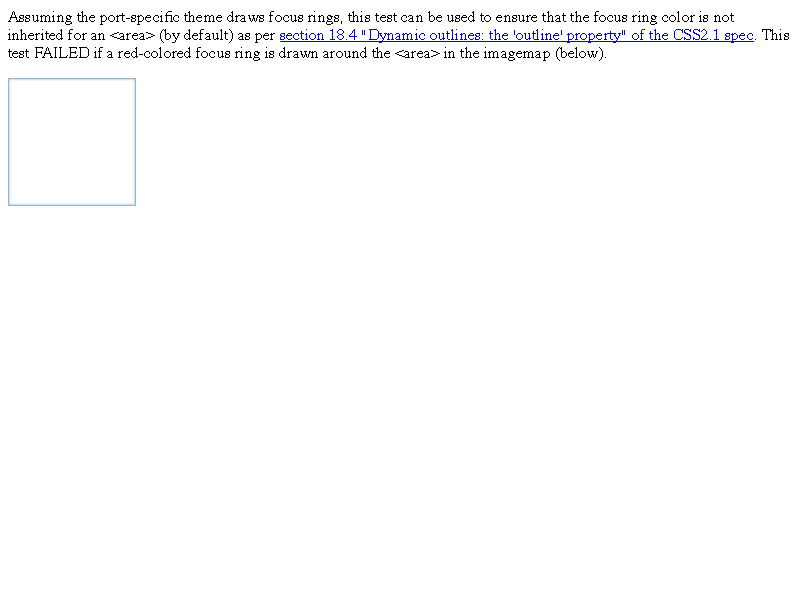 Assuming the port-specific theme draws focus rings, this test can be used to ensure that the focus ring color is not
inherited for an <area> (by default) as per section 18.4 "Dynamic outlines: the 'outline' property" of the CSS2.1 spec. This
test FAILED if a red-colored focus ring is drawn around the <area> in the imagemap (below).